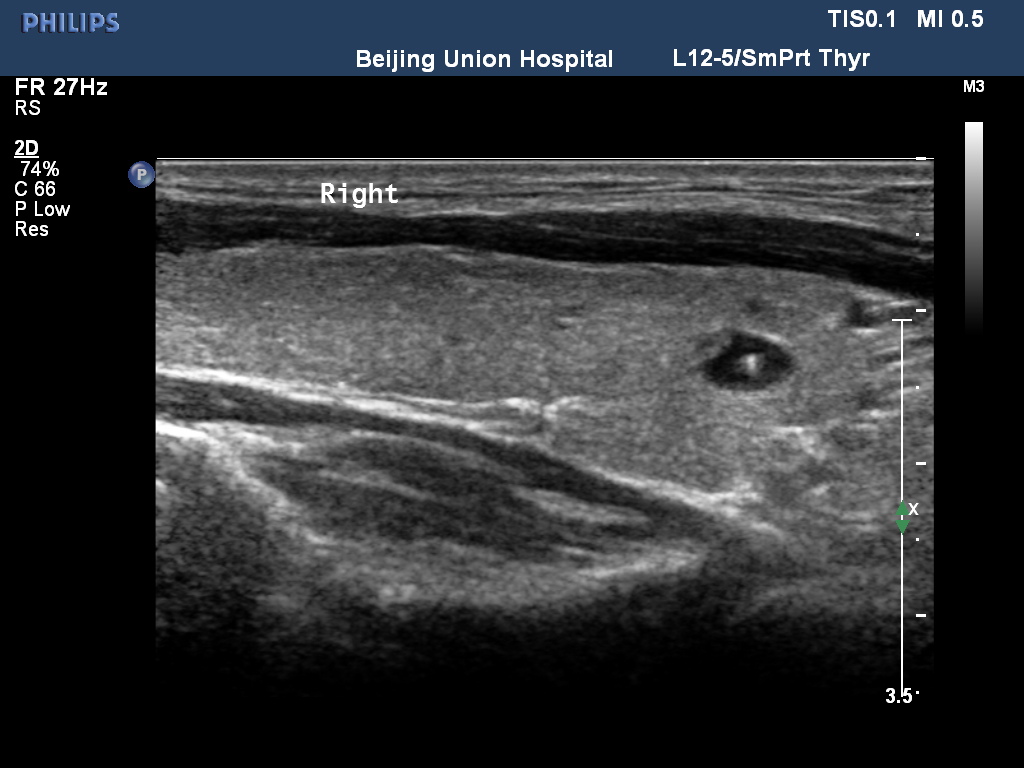 PHILIPS
TIS0.1 MI 0.5
Beijing Union Hospital L12-5/SmPrt Thyr
FR 27Hz
RS
M3
2D
74%
C 66
P Low
Res
P
Right
X
3.5